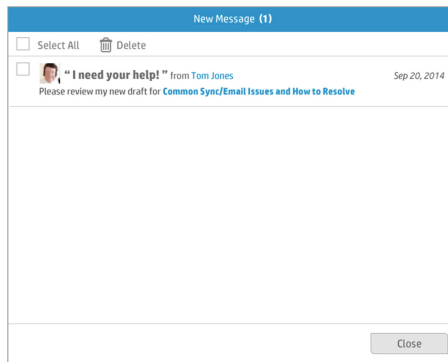 New Message (1)
Select All Delete
“ I need your help! ” from Tom Jones Sep 20, 2014
Please review my new draft for Common Sync/Email Issues and How to Resolve
Close